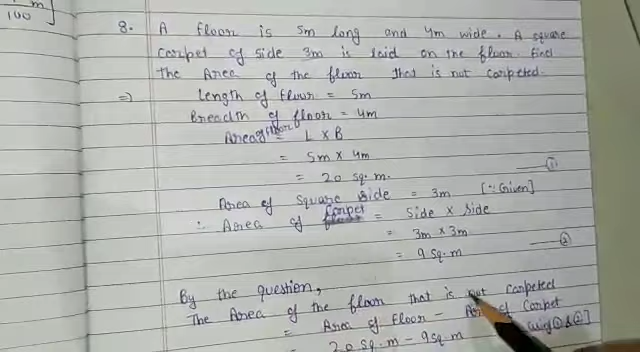 m
100 ]
8. A floor is 5m long and 4m wide. A square
carpet of side 3m is laid on the floor. Find
the Area of the floor that is not carpeted.
=> Length of floor = 5m
Breadth of floor = 4m
Area of floor = L × B
= 5m × 4m
= 20 sq.m. — ①
Area of square side = 3m [∵ Given]
∴ Area of Carpet = side × side
= 3m × 3m
= 9 sq.m — ②
By the question,
The Area of the floor that is not carpeted
= Area of Floor - Area of Carpet
= 20 sq.m - 9 sq.m ① & ②]